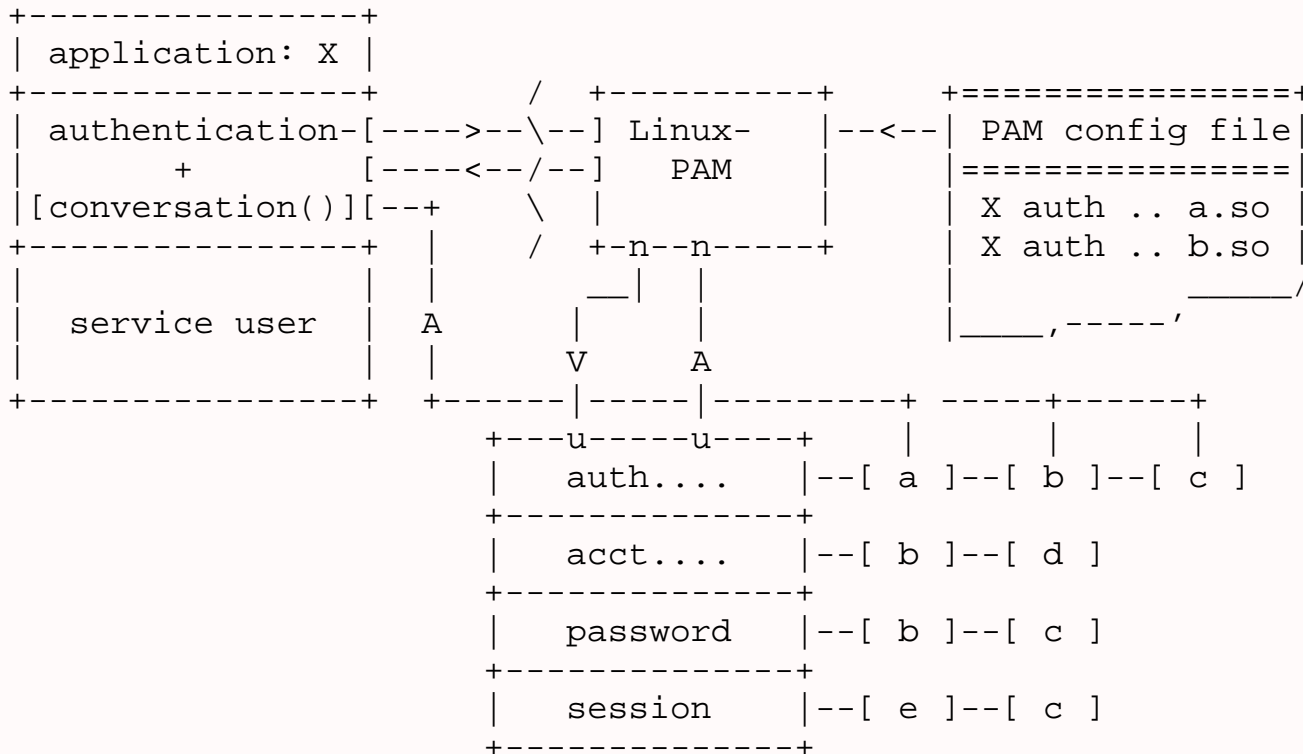 application: X
authentication-[---->--\--] Linux- |--<--| PAM config file
+ [----<--/--] PAM
[conversation()][--+
X auth .. a.so
X auth .. b.so
n n
service user
A
V A
u u
auth.... |--[ a ]--[ b ]--[ c ]
acct.... |--[ b ]--[ d ]
password |--[ b ]--[ c ]
session |--[ e ]--[ c ]